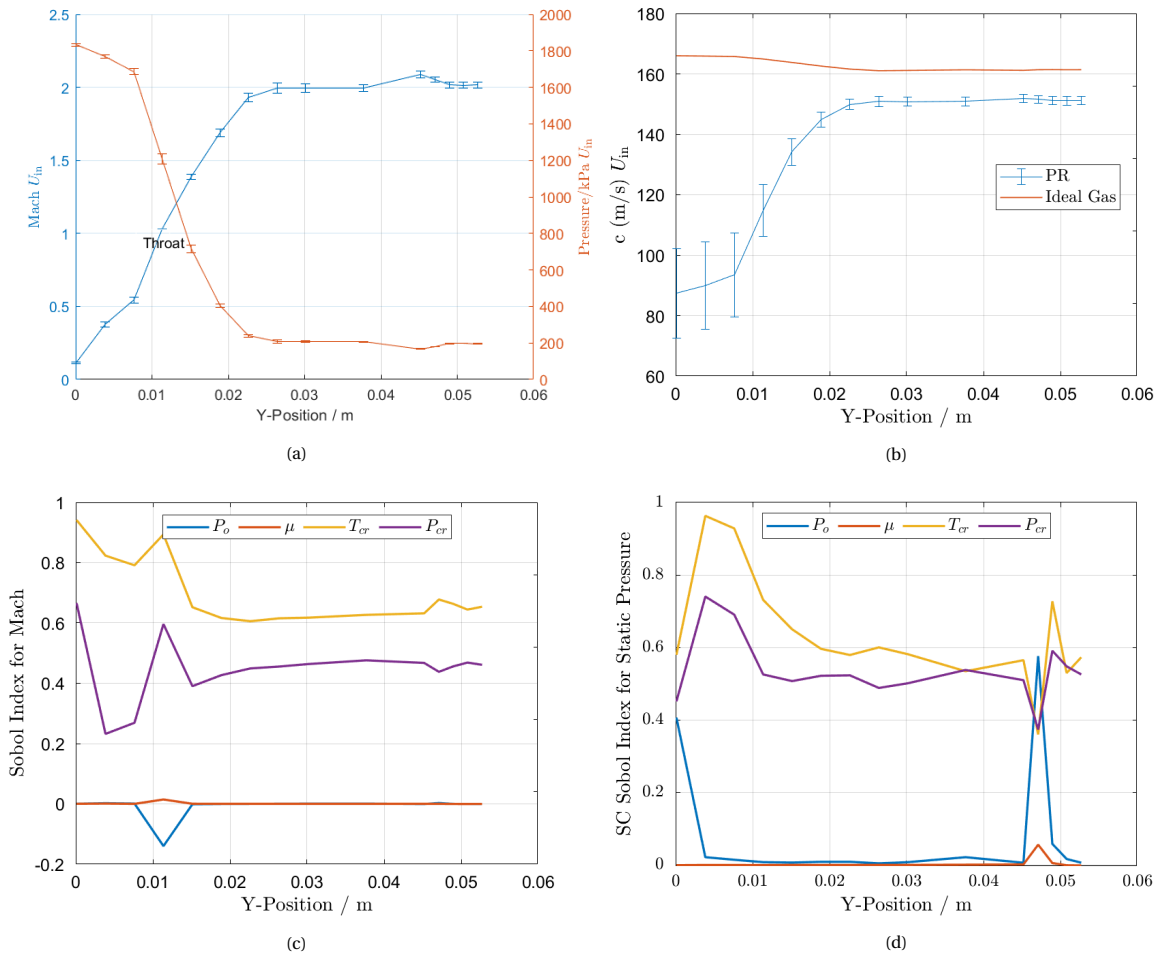 2.5
2
1.5
1
0.5
0
Mach U_in
2000
1800
1600
1400
1200
1000
800
600
400
200
0
Pressure/kPa U_in
Throat
0 0.01 0.02 0.03 0.04 0.05 0.06
Y-Position / m
(a)
180
160
140
120
100
80
60
c (m/s) U_in
PR
Ideal Gas
0 0.01 0.02 0.03 0.04 0.05 0.06
Y-Position / m
(b)
1
0.8
0.6
0.4
0.2
0
-0.2
Sobol Index for Mach
P_o μ T_cr P_cr
0 0.01 0.02 0.03 0.04 0.05 0.06
Y-Position / m
(c)
1
0.8
0.6
0.4
0.2
0
SC Sobol Index for Static Pressure
P_o μ T_cr P_cr
0 0.01 0.02 0.03 0.04 0.05 0.06
Y-Position / m
(d)